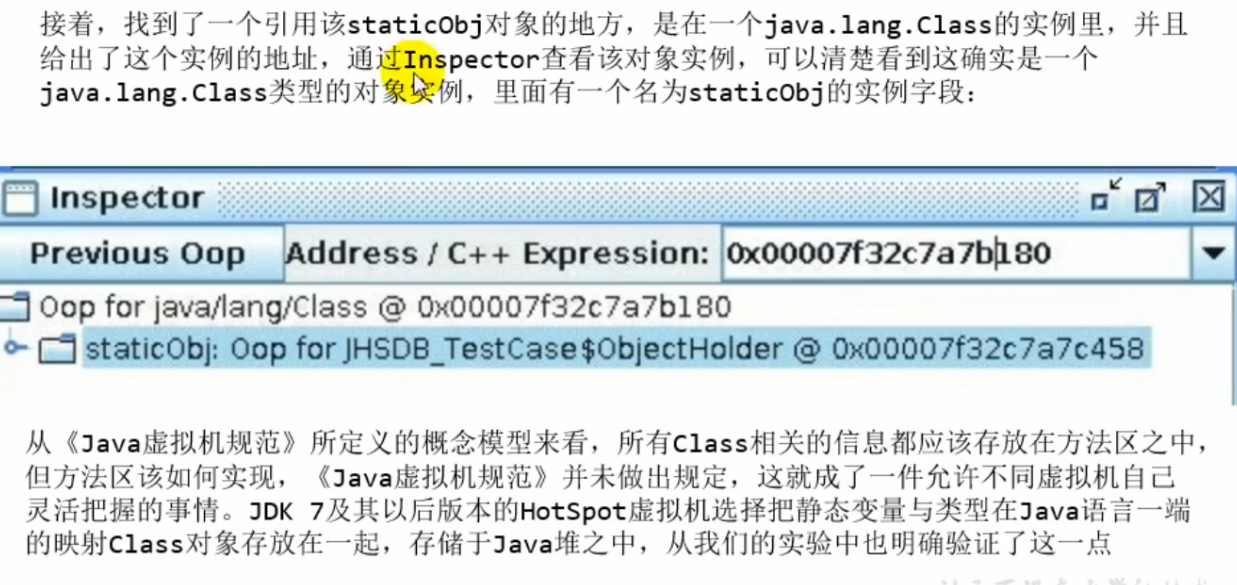 接着，找到了一个引用该staticObj对象的地方，是在一个java.lang.Class的实例里，并且
给出了这个实例的地址，通过Inspector查看该对象实例，可以清楚看到这确实是一个
java.lang.Class类型的对象实例，里面有一个名为staticObj的实例字段：
Inspector
Previous Oop Address / C++ Expression: 0x00007f32c7a7b180
Oop for java/lang/Class @ 0x00007f32c7a7b180
staticObj: Oop for JHSDB_TestCase$ObjectHolder @ 0x00007f32c7a7c458
从《Java虚拟机规范》所定义的概念模型来看，所有Class相关的信息都应该存放在方法区之中，
但方法区该如何实现，《Java虚拟机规范》并未做出规定，这就成了一件允许不同虚拟机自己
灵活把握的事情。JDK 7及其以后版本的HotSpot虚拟机选择把静态变量与类型在Java语言一端
的映射Class对象存放在一起，存储于Java堆之中，从我们的实验中也明确验证了这一点